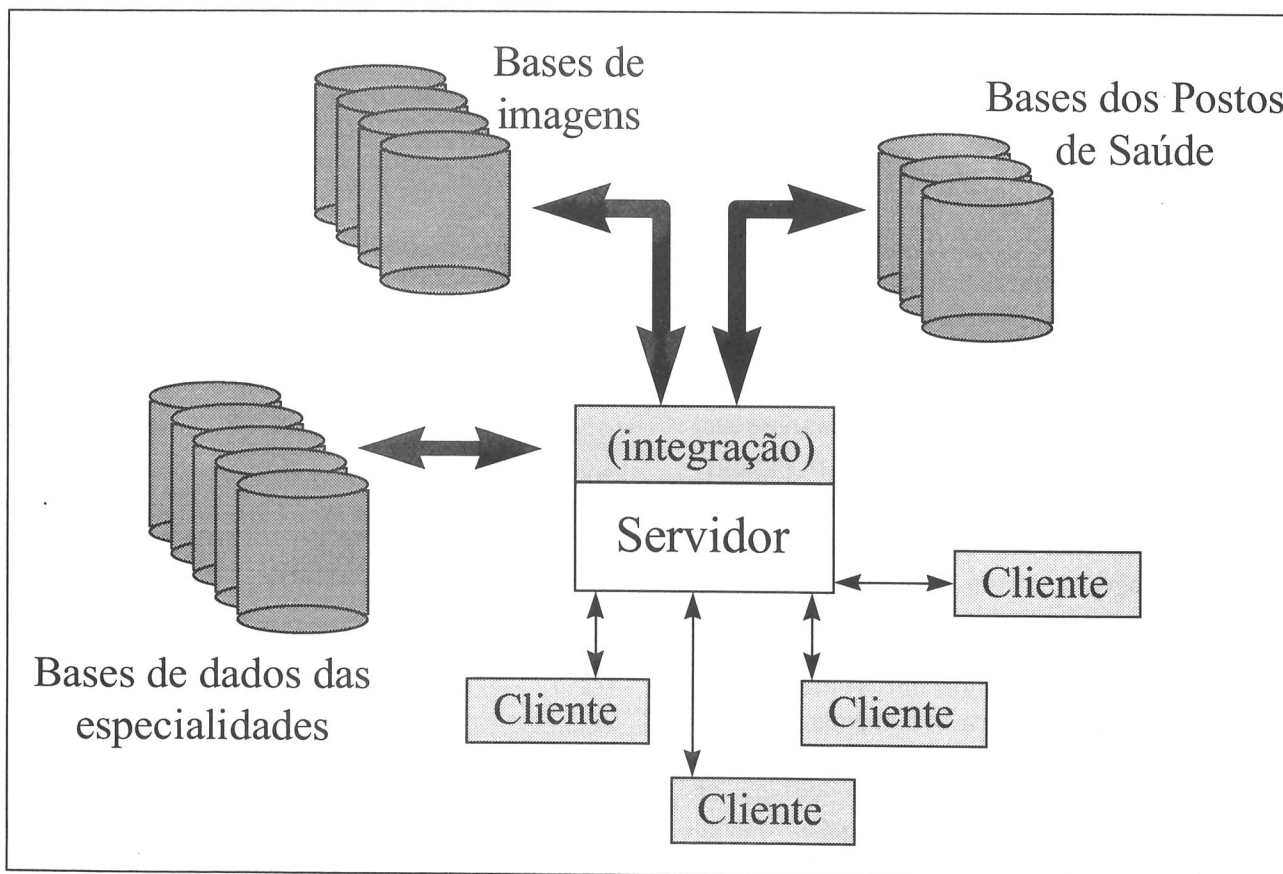 Bases de
imagens
Bases dos Postos
de Saúde
(integração)
Servidor
Cliente
Bases de dados das
especialidades
Cliente
Cliente
Cliente